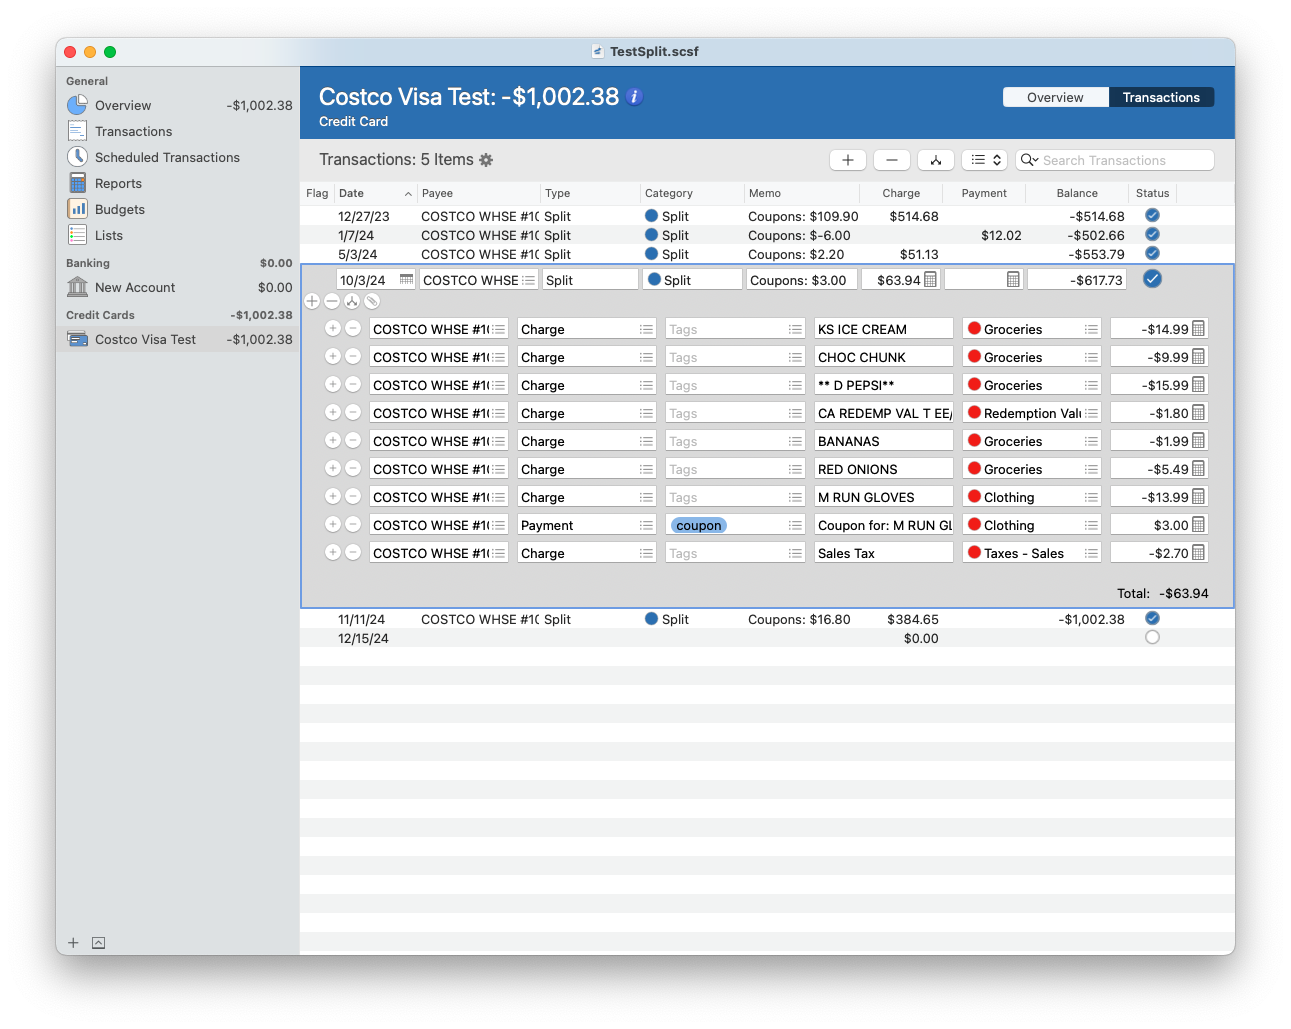 TestSplit.scsf
General
Overview -$1,002.38
Transactions
Scheduled Transactions
Reports
Budgets
Lists
Banking $0.00
New Account $0.00
Credit Cards -$1,002.38
Costco Visa Test -$1,002.38
Costco Visa Test: -$1,002.38 i
Credit Card
Overview Transactions
Transactions: 5 Items
Search Transactions
Flag Date Payee Type Category Memo Charge Payment Balance Status
12/27/23 COSTCO WHSE #1( Split Split Coupons: $109.90 $514.68 -$514.68
1/7/24 COSTCO WHSE #1( Split Split Coupons: $-6.00 $12.02 -$502.66
5/3/24 COSTCO WHSE #1( Split Split Coupons: $2.20 $51.13 -$553.79
10/3/24 COSTCO WHSE Split Split Coupons: $3.00 $63.94 -$617.73
COSTCO WHSE #1( Charge Tags KS ICE CREAM Groceries -$14.99
COSTCO WHSE #1( Charge Tags CHOC CHUNK Groceries -$9.99
COSTCO WHSE #1( Charge Tags ** D PEPSI** Groceries -$15.99
COSTCO WHSE #1( Charge Tags CA REDEMP VAL T EE/ Redemption Valu -$1.80
COSTCO WHSE #1( Charge Tags BANANAS Groceries -$1.99
COSTCO WHSE #1( Charge Tags RED ONIONS Groceries -$5.49
COSTCO WHSE #1( Charge Tags M RUN GLOVES Clothing -$13.99
COSTCO WHSE #1( Payment coupon Coupon for: M RUN GL Clothing $3.00
COSTCO WHSE #1( Charge Tags Sales Tax Taxes - Sales -$2.70
Total: -$63.94
11/11/24 COSTCO WHSE #1( Split Split Coupons: $16.80 $384.65 -$1,002.38
12/15/24 $0.00